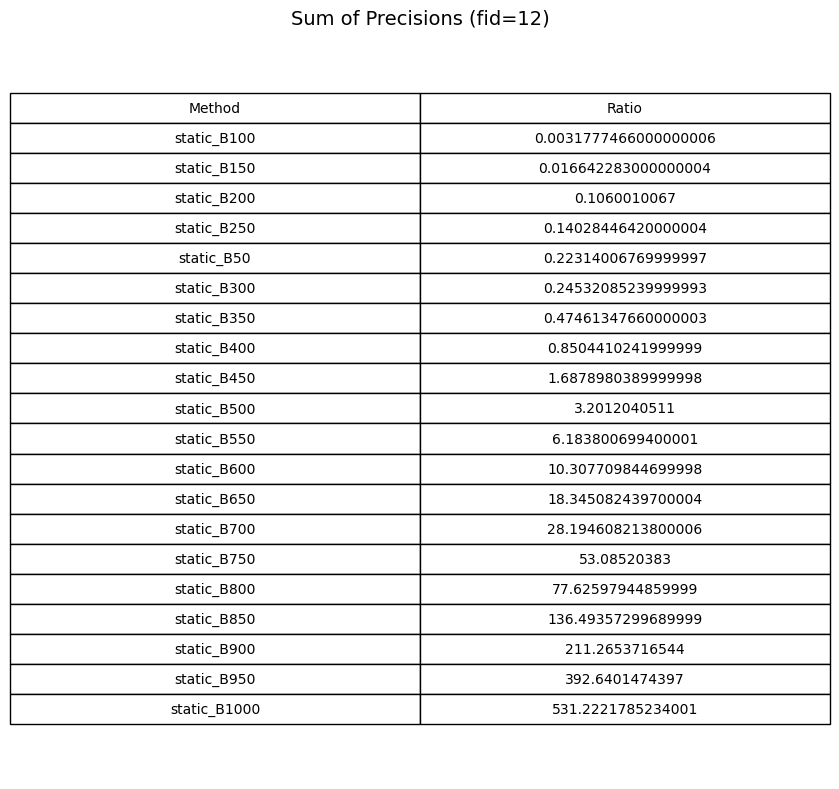 Sum of Precisions (fid=12)
Method Ratio
static_B100 0.0031777466000000006
static_B150 0.016642283000000004
static_B200 0.1060010067
static_B250 0.14028446420000004
static_B50 0.22314006769999997
static_B300 0.24532085239999993
static_B350 0.47461347660000003
static_B400 0.8504410241999999
static_B450 1.6878980389999998
static_B500 3.2012040511
static_B550 6.183800699400001
static_B600 10.307709844699998
static_B650 18.345082439700004
static_B700 28.194608213800006
static_B750 53.08520383
static_B800 77.62597944859999
static_B850 136.49357299689999
static_B900 211.2653716544
static_B950 392.6401474397
static_B1000 531.2221785234001